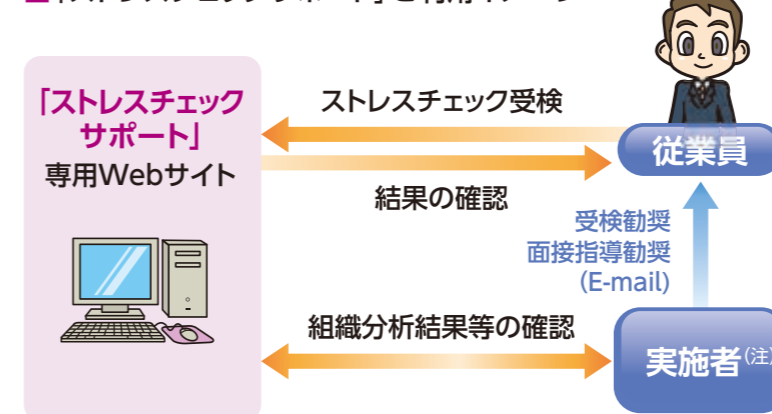 「ストレスチェック
サポート」
専用Webサイト
ストレスチェック受検
従業員
結果の確認
受検勧奨
面接指導勧奨
(E-mail)
組織分析結果等の確認
実施者(注)